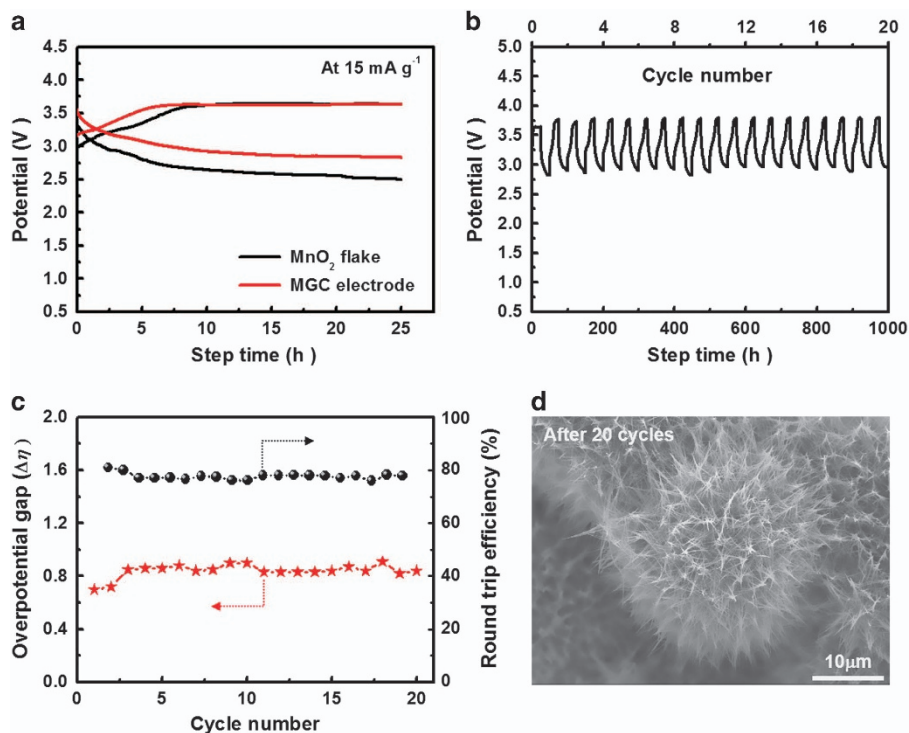 a
4.5
4.0
3.5
3.0
2.5
2.0
1.5
1.0
0.5
Potential (V)
At 15 mA g⁻¹
MnO₂ flake
MGC electrode
0 5 10 15 20 25
Step time (h )
b
0 4 8 12 16 20
Cycle number
5.0
4.5
4.0
3.5
3.0
2.5
2.0
1.5
1.0
0.5
Potential (V )
0 200 400 600 800 1000
Step time (h )
c
2.0
1.6
1.2
0.8
0.4
0.0
Overpotential gap (Δη)
100
80
60
40
20
0
Round trip efficiency (%)
0 5 10 15 20
Cycle number
d
After 20 cycles
10μm